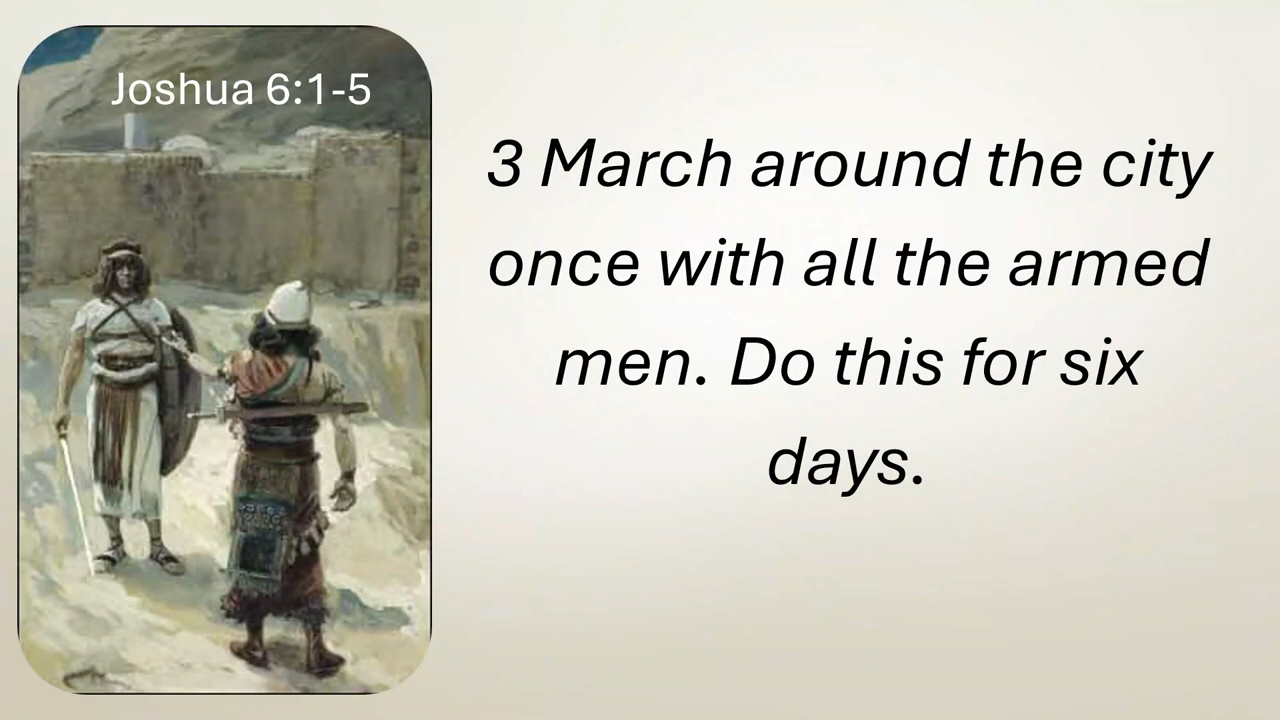 Joshua 6:1-5
3 March around the city
once with all the armed
men. Do this for six
days.